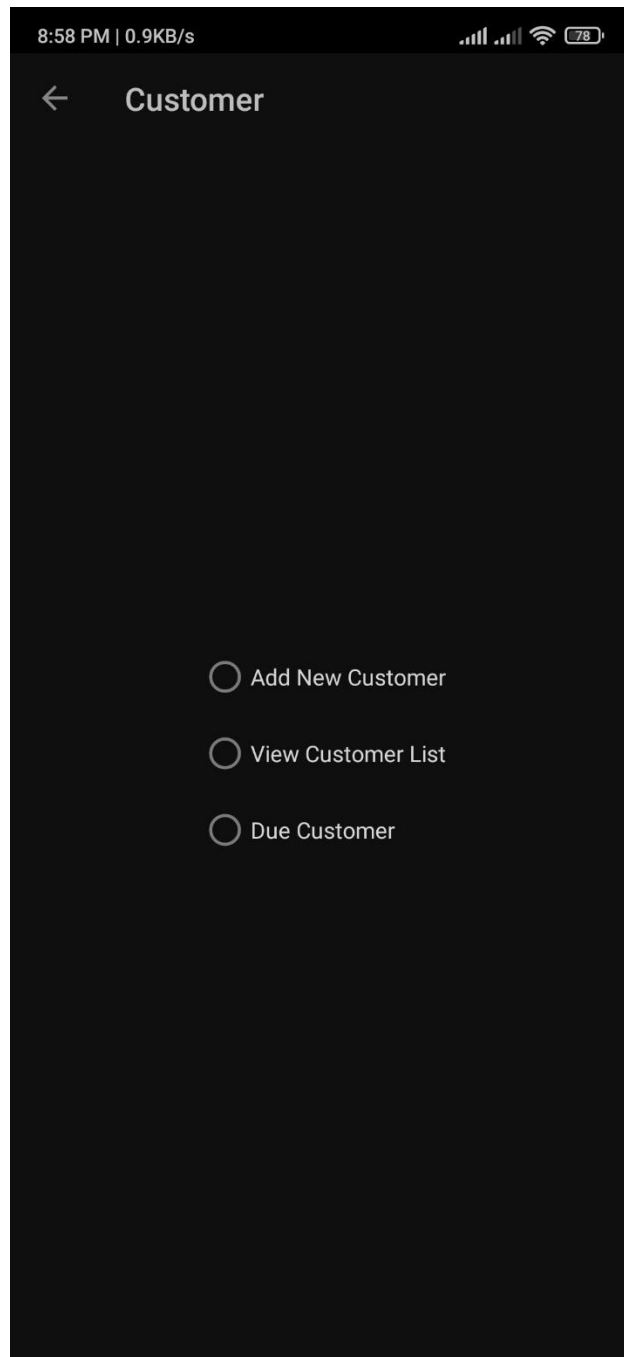 8:58 PM | 0.9KB/s 78
Customer
Add New Customer
View Customer List
Due Customer